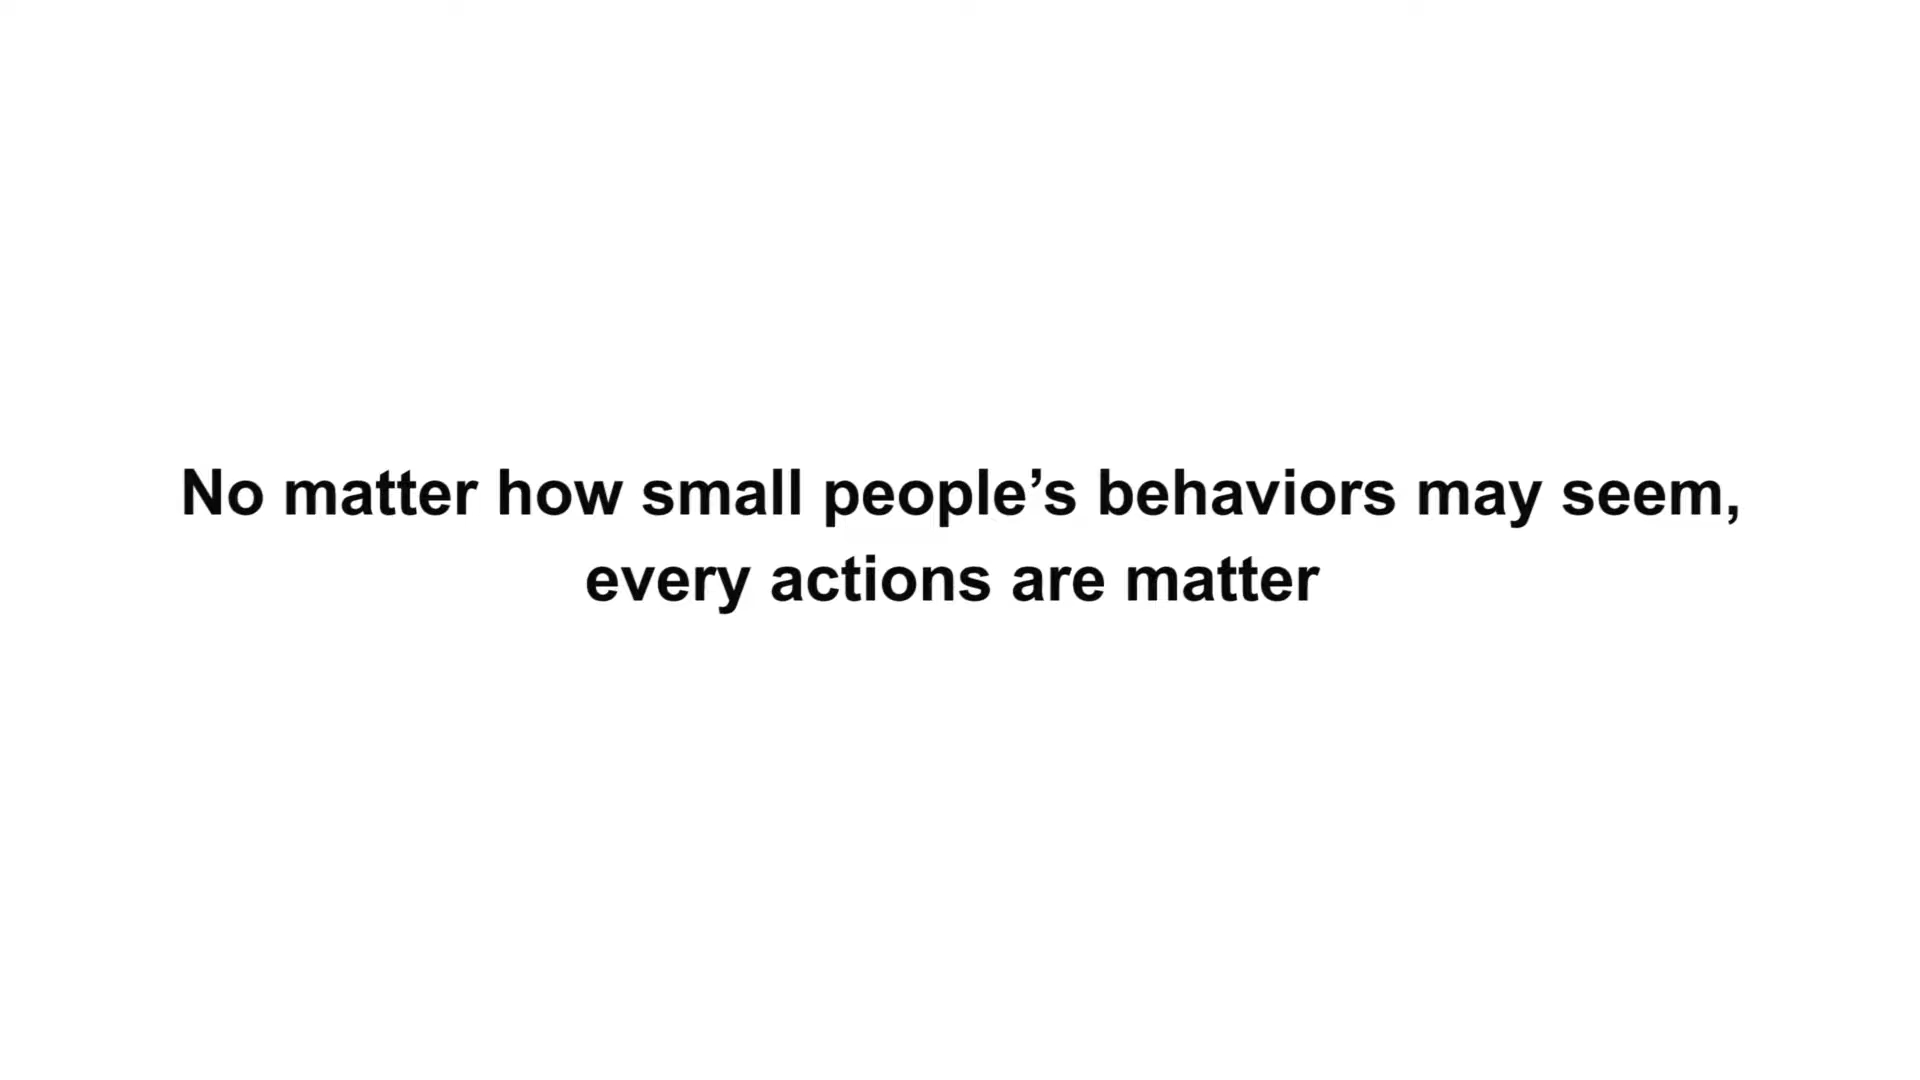 No matter how small people’s behaviors may seem,
every actions are matter